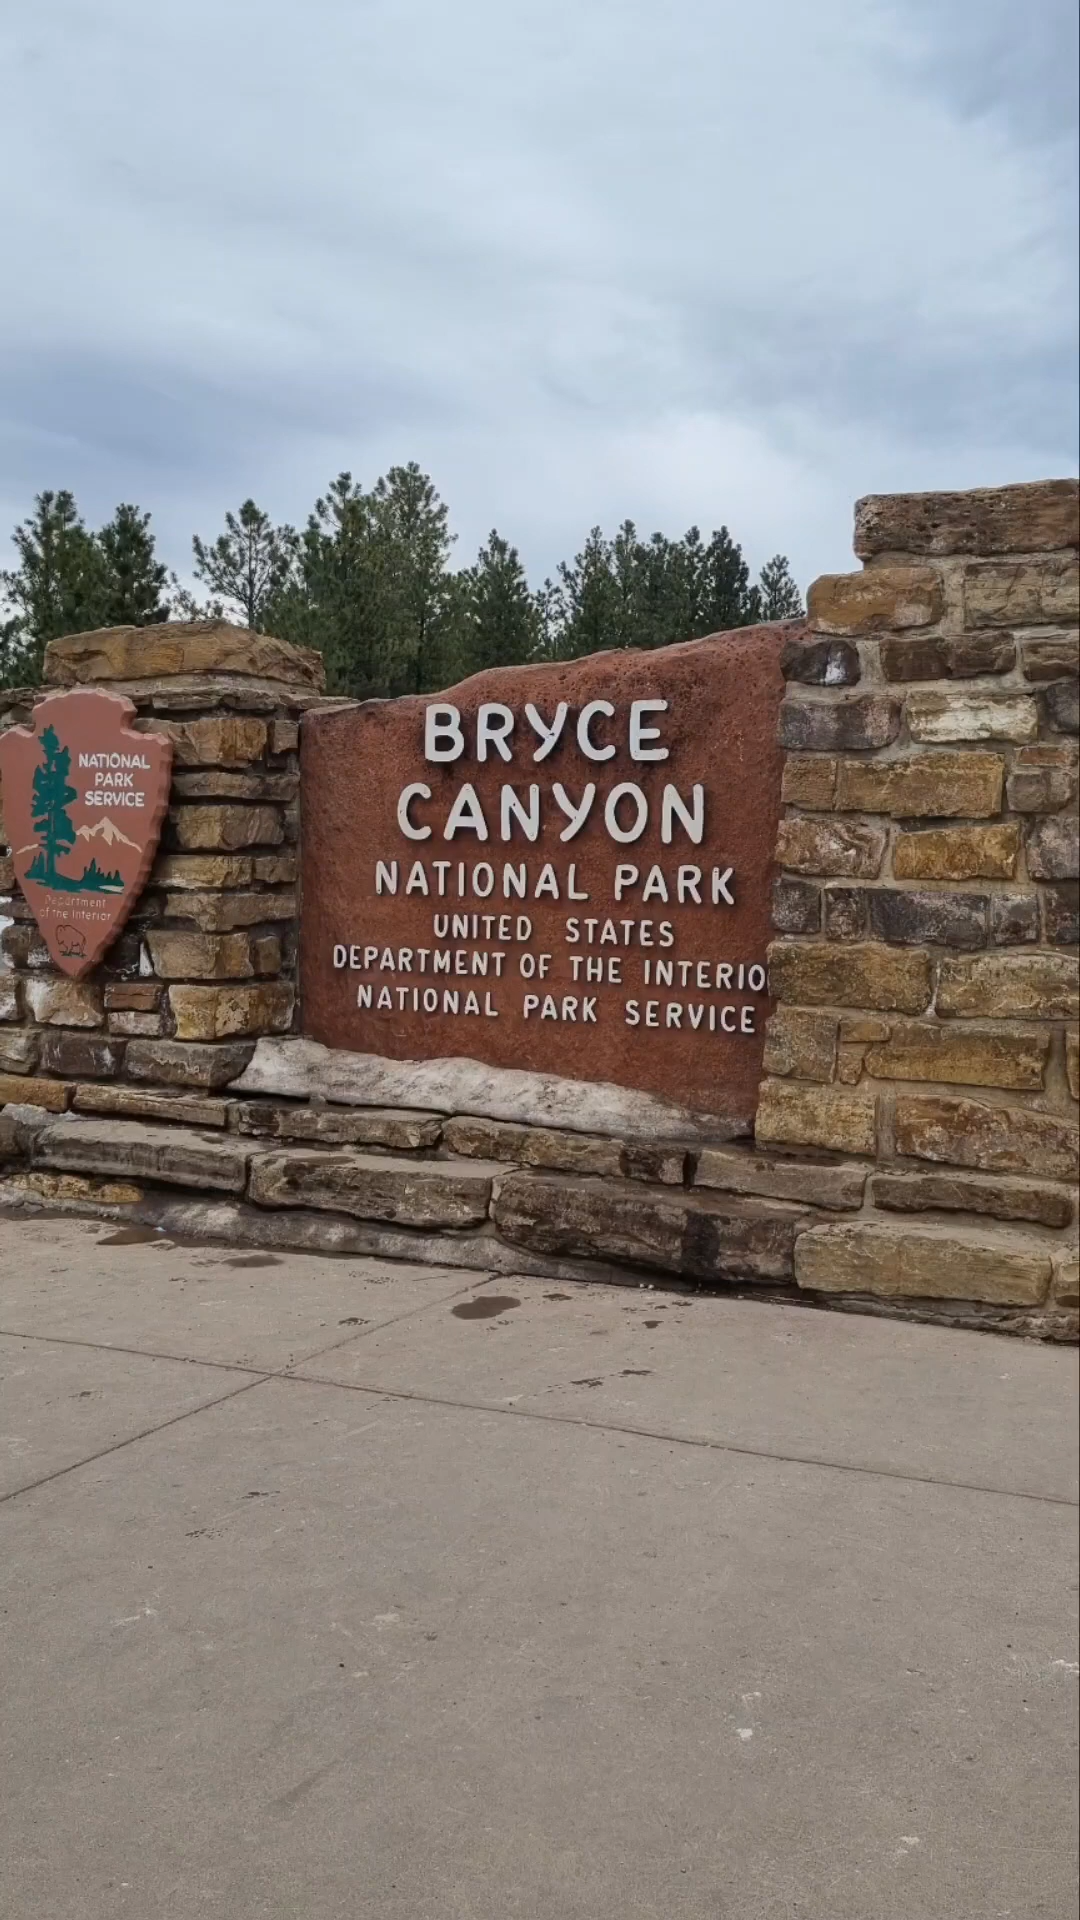 NATIONAL
PARK
SERVICE
Department
of the Interior
BRYCE
CANYON
NATIONAL PARK
UNITED STATES
DEPARTMENT OF THE INTERIO
NATIONAL PARK SERVICE